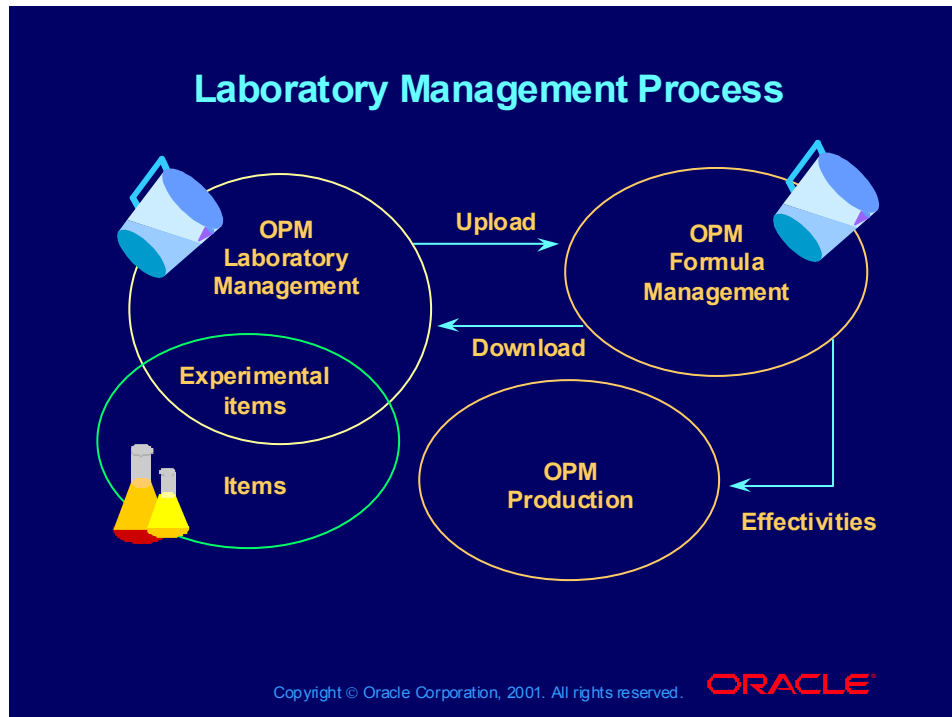 Laboratory Management Process
OPM
Laboratory
Management
Upload
OPM
Formula
Management
Download
Experimental
items
Items
OPM
Production
Effectivities
Copyright © Oracle Corporation, 2001. All rights reserved.
ORACLE®